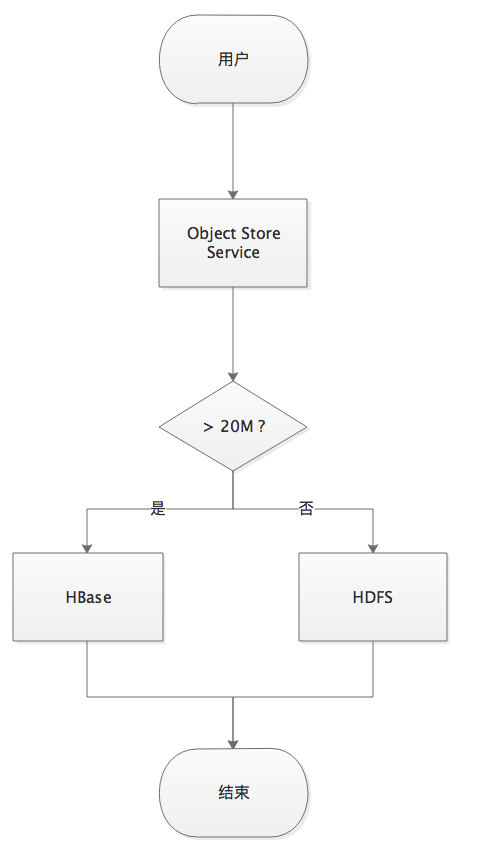 用户
Object Store
Service
> 20M ?
是
否
HBase
HDFS
结束